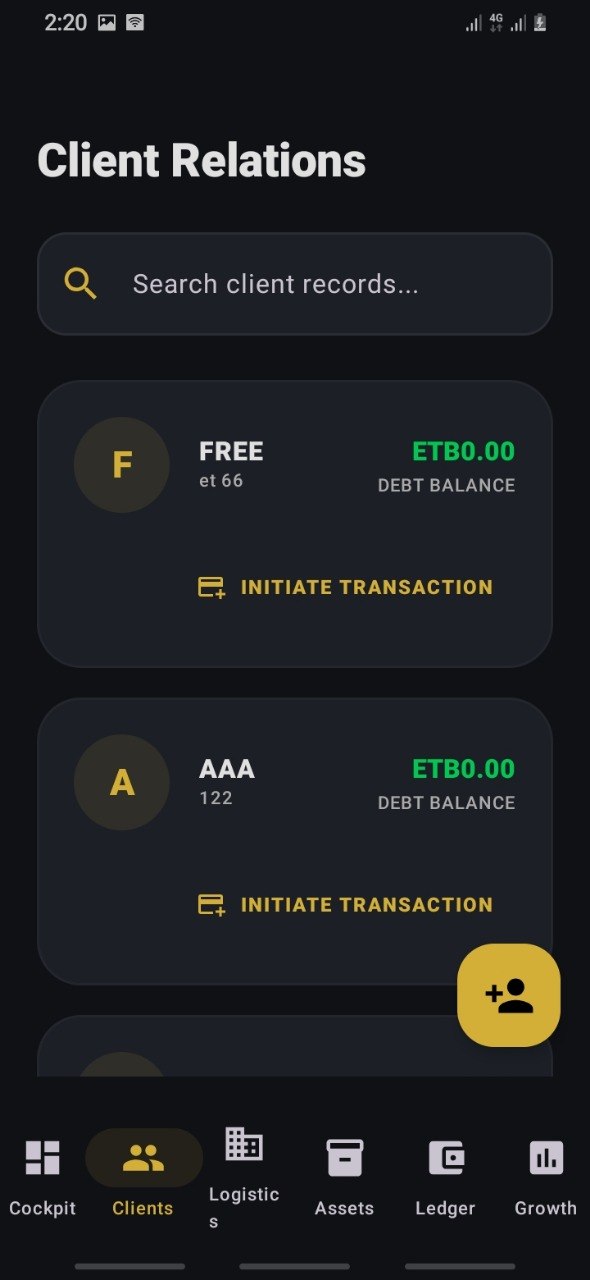 2:20
4G
Client Relations
Search client records...
F
FREE
ETB0.00
et 66
DEBT BALANCE
INITIATE TRANSACTION
A
AAA
ETB0.00
122
DEBT BALANCE
INITIATE TRANSACTION
Cockpit
Clients
Logistic
s
Assets
Ledger
Growth